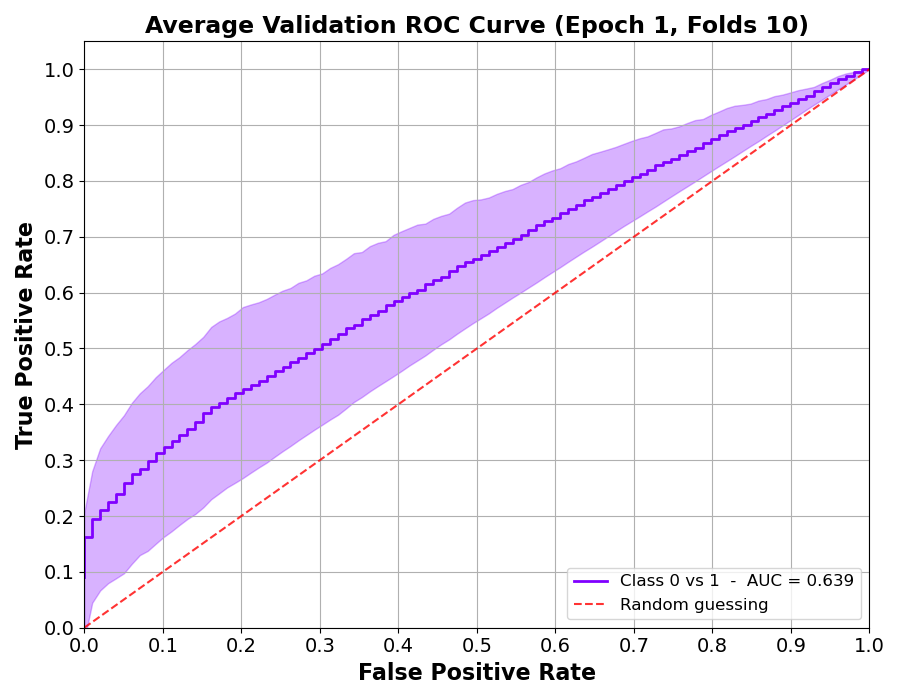 Average Validation ROC Curve (Epoch 1, Folds 10)
True Positive Rate
1.0
0.9
0.8
0.7
0.6
0.5
0.4
0.3
0.2
0.1
0.0
Class 0 vs 1 - AUC = 0.639
Random guessing
0.0 0.1 0.2 0.3 0.4 0.5 0.6 0.7 0.8 0.9 1.0
False Positive Rate